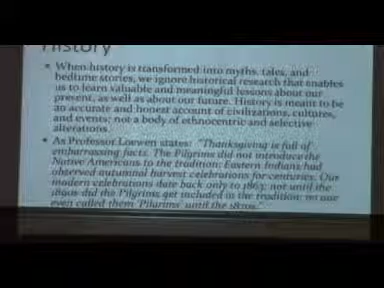 History
When history is transformed into myths, tales, and
bedtime stories, we ignore historical research that enables
us to learn valuable and meaningful lessons about our
present, as well as about our future. History is meant to be
an accurate and honest account of civilizations, cultures,
and events; not a body of ethnocentric and selective
alterations.
As Professor Loewen states: "Thanksgiving is full of
embarrassing facts. The Pilgrims did not introduce the
Native Americans to the tradition; Eastern Indians had
observed autumnal harvest celebrations for centuries. Our
modern celebrations date back only to 1863; not until the
1890s did the Pilgrims get included in the tradition; no one
even called them 'Pilgrims' until the 1870s."